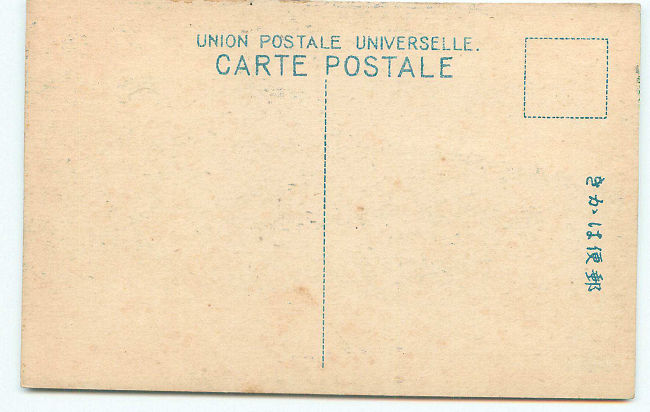 UNION POSTALE UNIVERSELLE.
CARTE POSTALE
郵便はかき